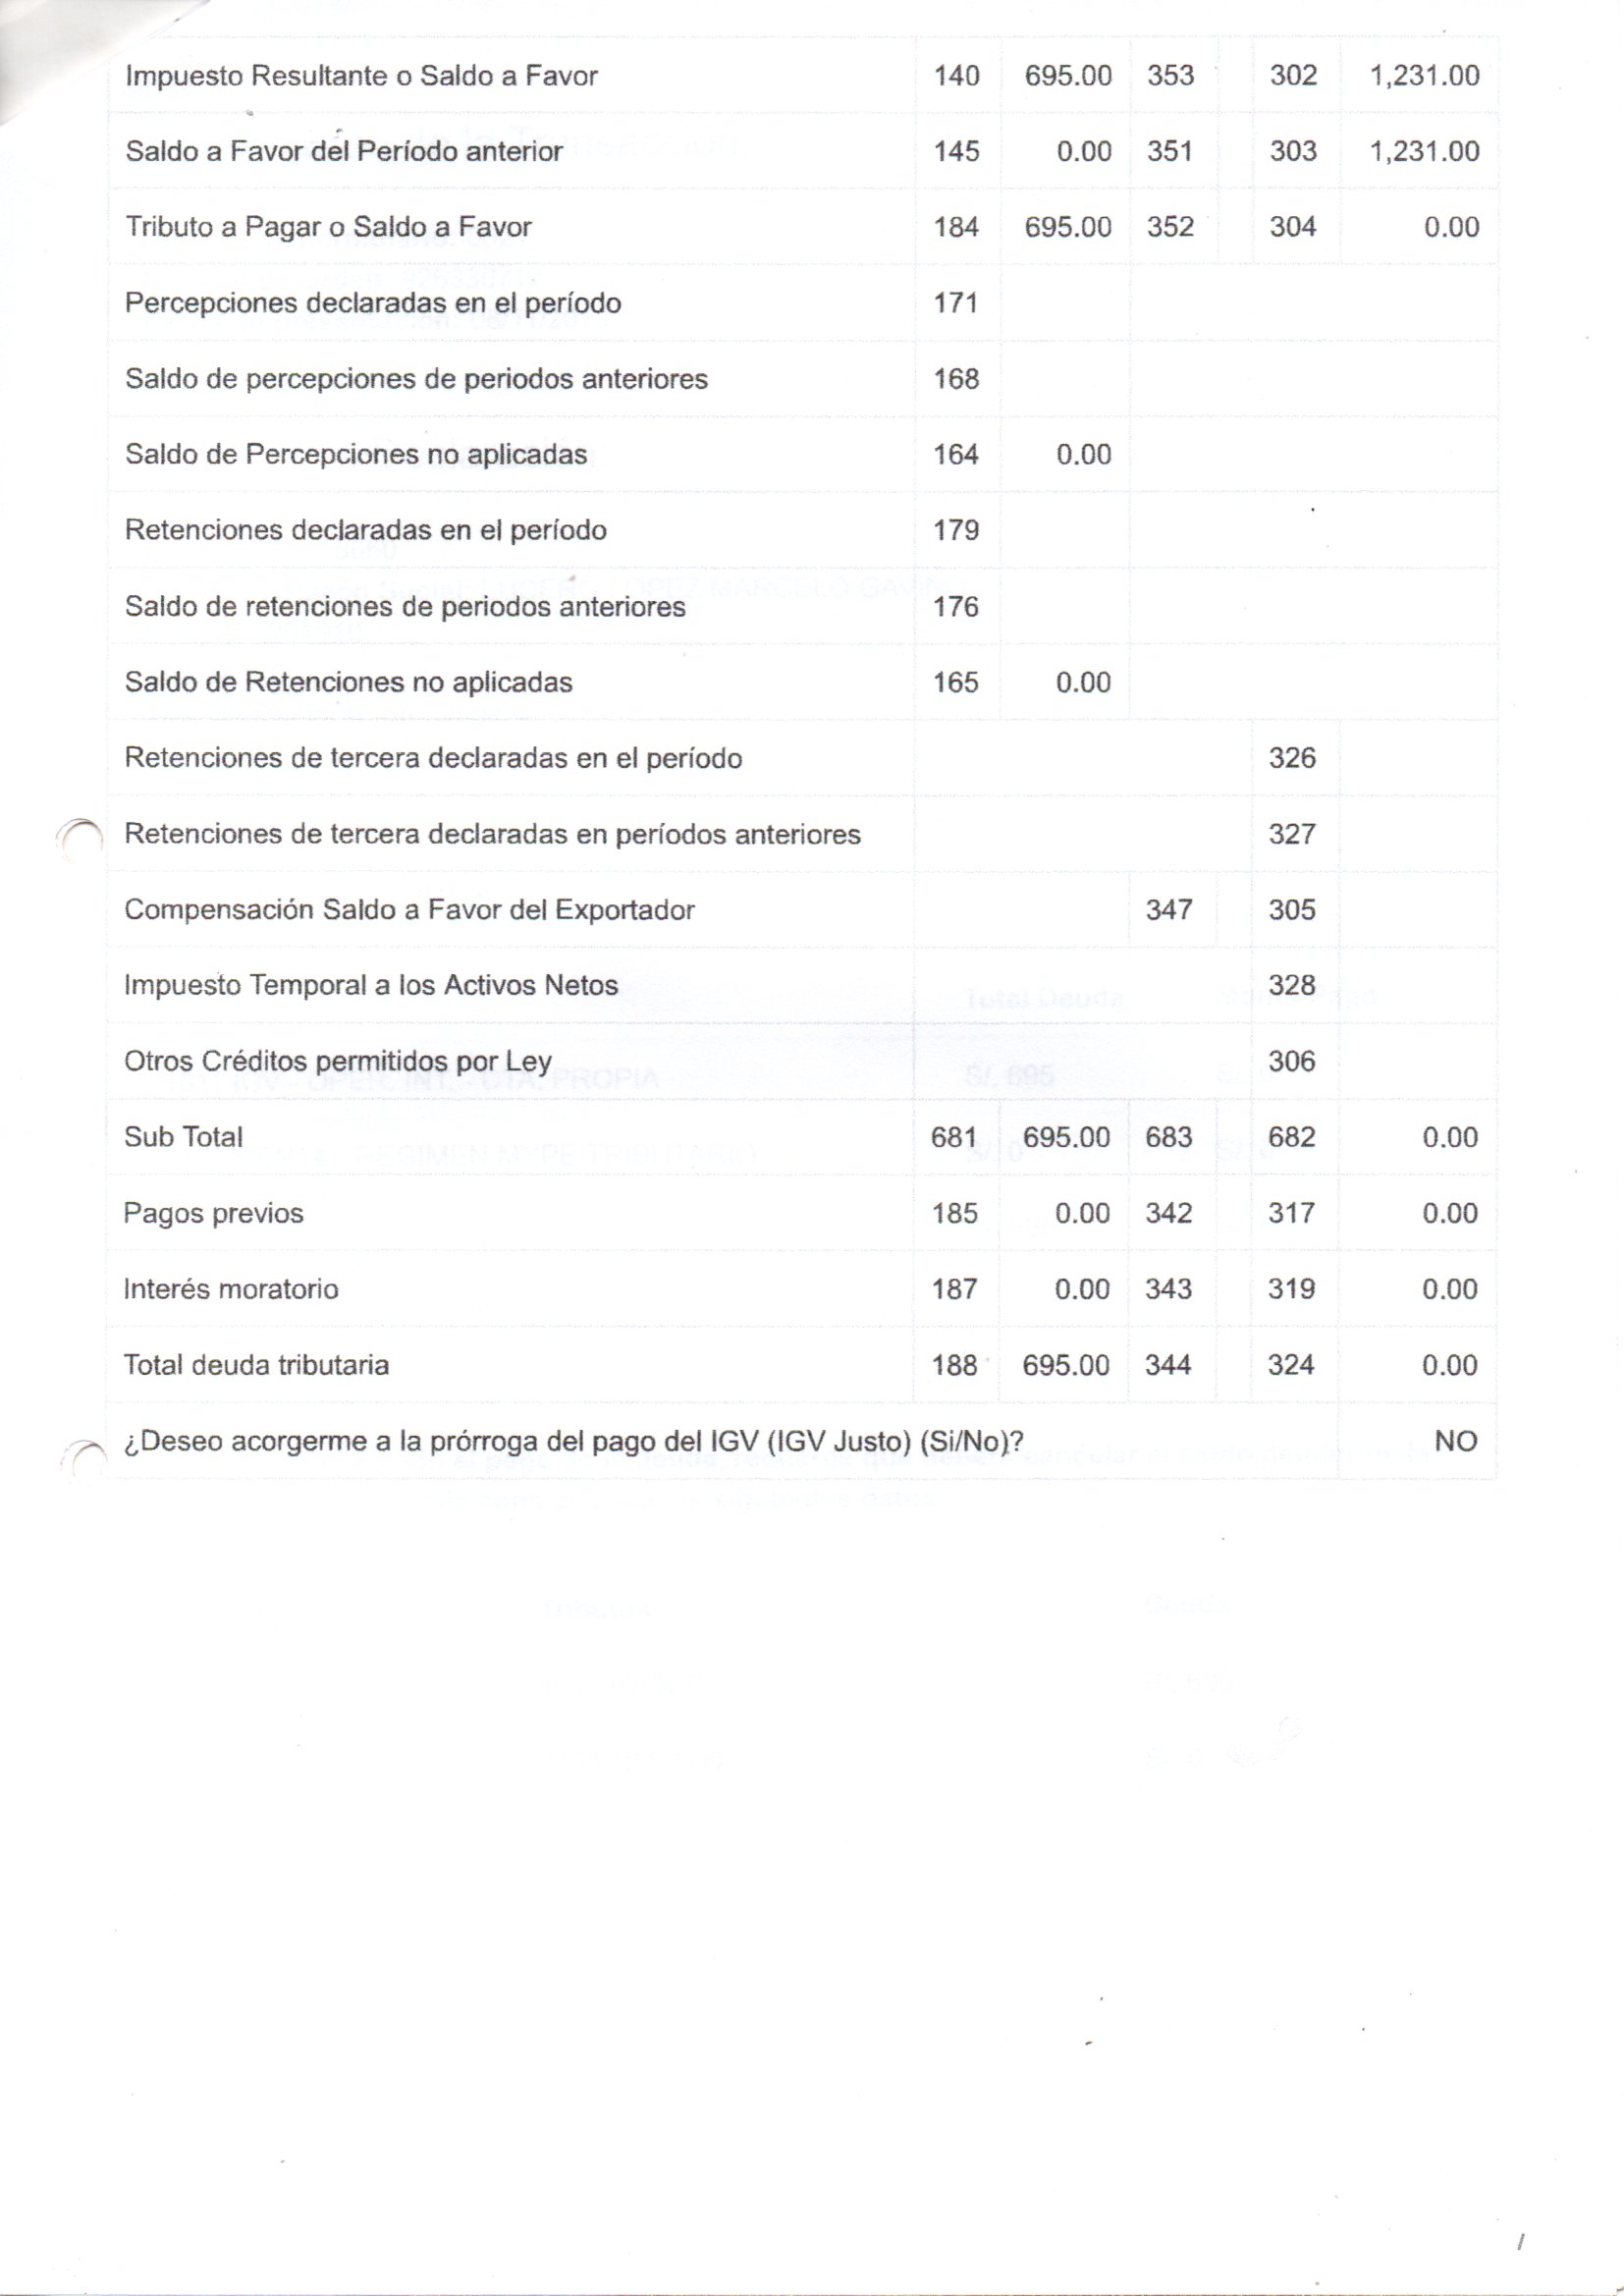 Impuesto Resultante o Saldo a Favor 140 695.00 353 302 1,231.00
Saldo a Favor del Período anterior 145 0.00 351 303 1,231.00
Tributo a Pagar o Saldo a Favor 184 695.00 352 304 0.00
Percepciones declaradas en el período 171
Saldo de percepciones de periodos anteriores 168
Saldo de Percepciones no aplicadas 164 0.00
Retenciones declaradas en el período 179
Saldo de retenciones de periodos anteriores 176
Saldo de Retenciones no aplicadas 165 0.00
Retenciones de tercera declaradas en el período 326
Retenciones de tercera declaradas en períodos anteriores 327
Compensación Saldo a Favor del Exportador 347 305
Impuesto Temporal a los Activos Netos 328
Otros Créditos permitidos por Ley 306
Sub Total 681 695.00 683 682 0.00
Pagos previos 185 0.00 342 317 0.00
Interés moratorio 187 0.00 343 319 0.00
Total deuda tributaria 188 695.00 344 324 0.00
¿Deseo acorgerme a la prórroga del pago del IGV (IGV Justo) (Si/No)? NO